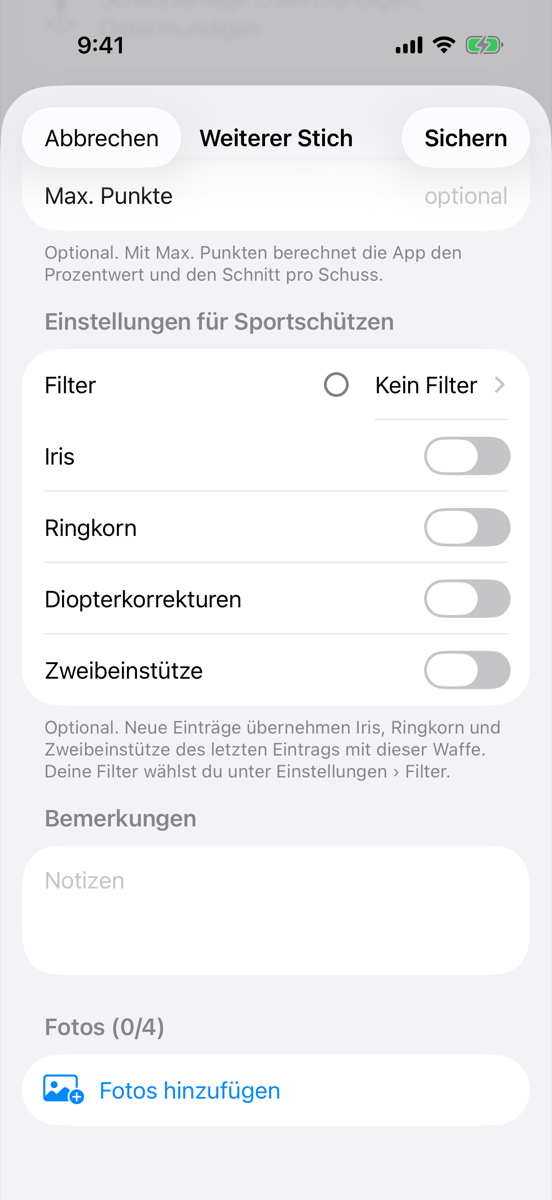 9:41
Abbrechen
Weiterer Stich
Sichern
Max. Punkte
optional
Optional. Mit Max. Punkten berechnet die App den
Prozentwert und den Schnitt pro Schuss.
Einstellungen für Sportschützen
Filter
Kein Filter
Iris
Ringkorn
Diopterkorrekturen
Zweibeinstütze
Optional. Neue Einträge übernehmen Iris, Ringkorn und
Zweibeinstütze des letzten Eintrags mit dieser Waffe.
Deine Filter wählst du unter Einstellungen › Filter.
Bemerkungen
Notizen
Fotos (0/4)
Fotos hinzufügen